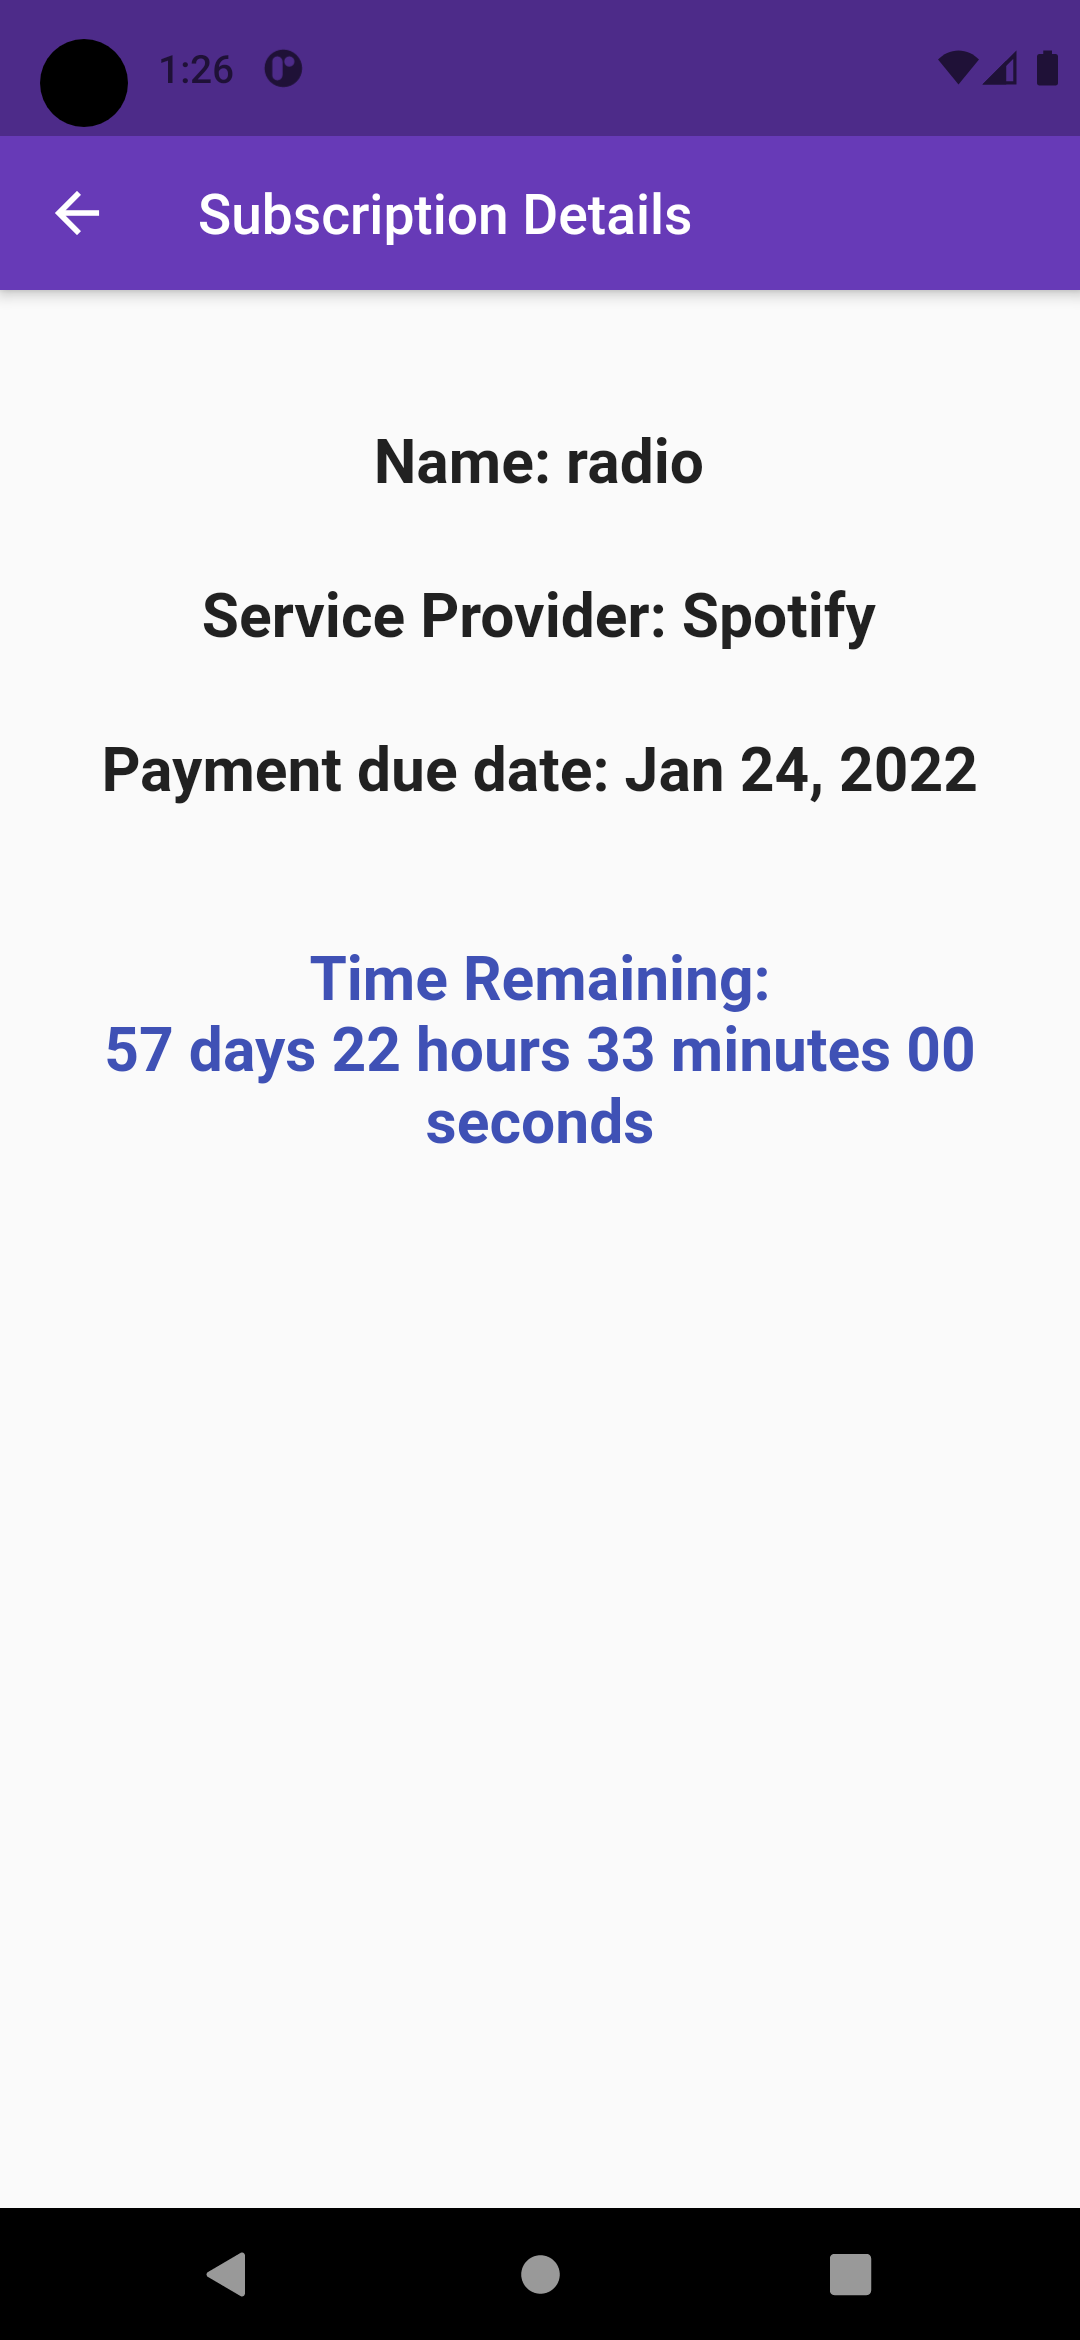 1:26
Subscription Details
Name: radio
Service Provider: Spotify
Payment due date: Jan 24, 2022
Time Remaining:
57 days 22 hours 33 minutes 00
seconds